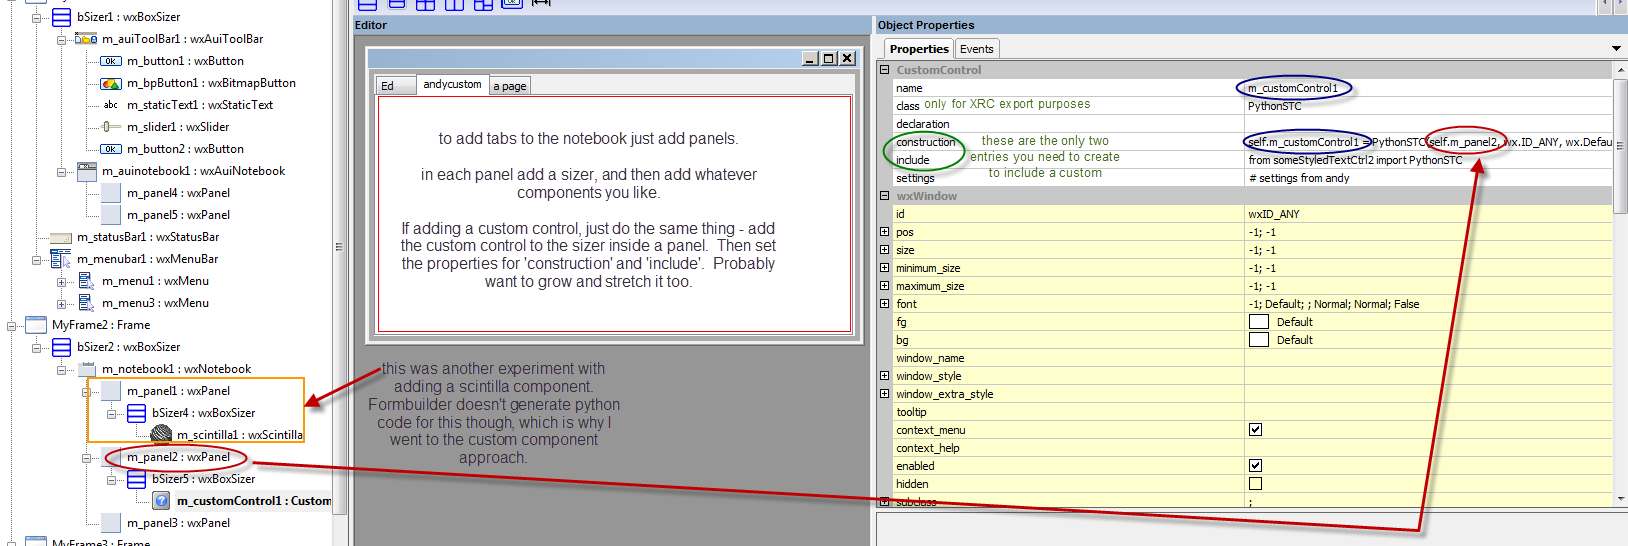 bSizer1 : wxBoxSizer
m_auiToolBar1 : wxAuiToolBar
m_button1 : wxButton
m_bpButton1 : wxBitmapButton
m_staticText1 : wxStaticText
m_slider1 : wxSlider
m_button2 : wxButton
m_auinotebook1 : wxAuiNotebook
m_panel4 : wxPanel
m_panel5 : wxPanel
m_statusBar1 : wxStatusBar
m_menubar1 : wxMenuBar
m_menu1 : wxMenu
m_menu3 : wxMenu
MyFrame2 : Frame
bSizer2 : wxBoxSizer
m_notebook1 : wxNotebook
m_panel1 : wxPanel
bSizer4 : wxBoxSizer
m_scintilla1 : wxScintilla
m_panel2 : wxPanel
bSizer5 : wxBoxSizer
m_customControl1 : Custom
m_panel3 : wxPanel
MyFrame3 : Frame
Editor
Ed andycustom a page
to add tabs to the notebook just add panels.
in each panel add a sizer, and then add whatever
components you like.
If adding a custom control, just do the same thing - add
the custom control to the sizer inside a panel. Then set
the properties for 'construction' and 'include'. Probably
want to grow and stretch it too.
this was another experiment with
adding a scintilla component.
Formbuilder doesn't generate python
code for this though, which is why I
went to the custom component
approach.
Object Properties
Properties Events
CustomControl
name m_customControl1
class only for XRC export purposes PythonSTC
declaration
construction these are the only two self.m_customControl1 = PythonSTC(self.m_panel2, wx.ID_ANY, wx.Defau
include entries you need to create from someStyledTextCtrl2 import PythonSTC
settings to include a custom # settings from andy
wxWindow
id wxID_ANY
pos -1; -1
size -1; -1
minimum_size -1; -1
maximum_size -1; -1
font -1; Default; ; Normal; Normal; False
fg Default
bg Default
window_name
window_style
window_extra_style
tooltip
context_menu
context_help
enabled
hidden
subclass ;